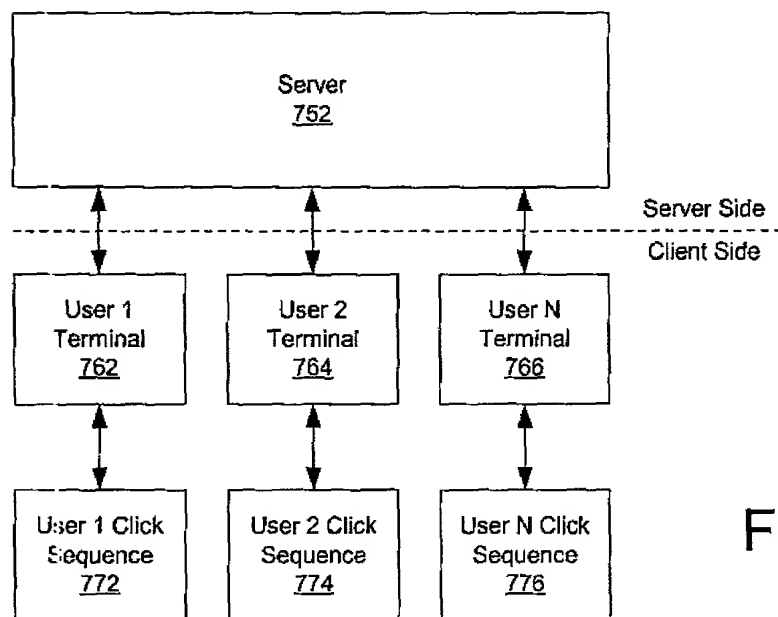 Server
752
Server Side
Client Side
User 1
Terminal
762
User 2
Terminal
764
User N
Terminal
766
User 1 Click
Sequence
772
User 2 Click
Sequence
774
User N Click
Sequence
776
F